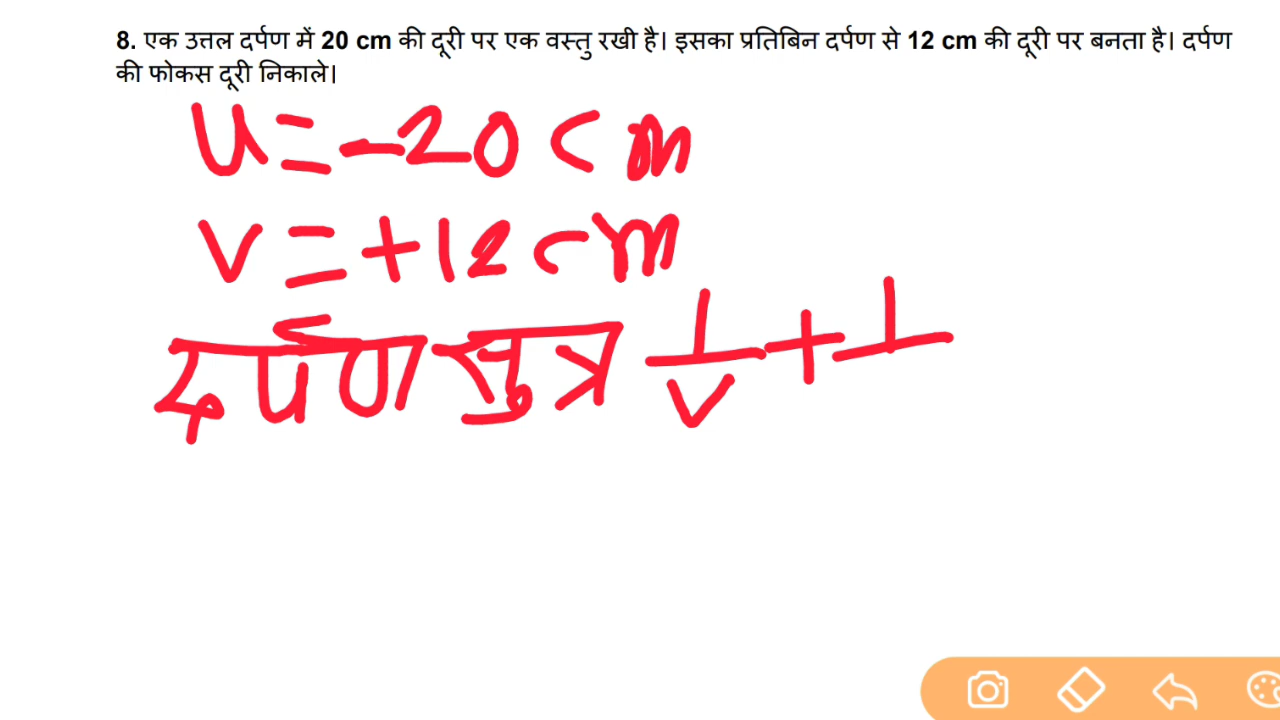 8. एक उत्तल दर्पण में 20 cm की दूरी पर एक वस्तु रखी है। इसका प्रतिबिन दर्पण से 12 cm की दूरी पर बनता है। दर्पण
की फोकस दूरी निकाले।
u = -20 cm
v = +12 cm
दर्पण सुत्र 1/v + 1